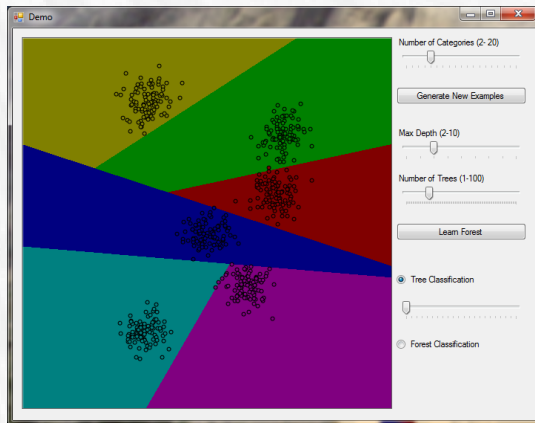 Demo
Number of Categories (2- 20)
Generate New Examples
Max Depth (2-10)
Number of Trees (1-100)
Learn Forest
Tree Classification
Forest Classification